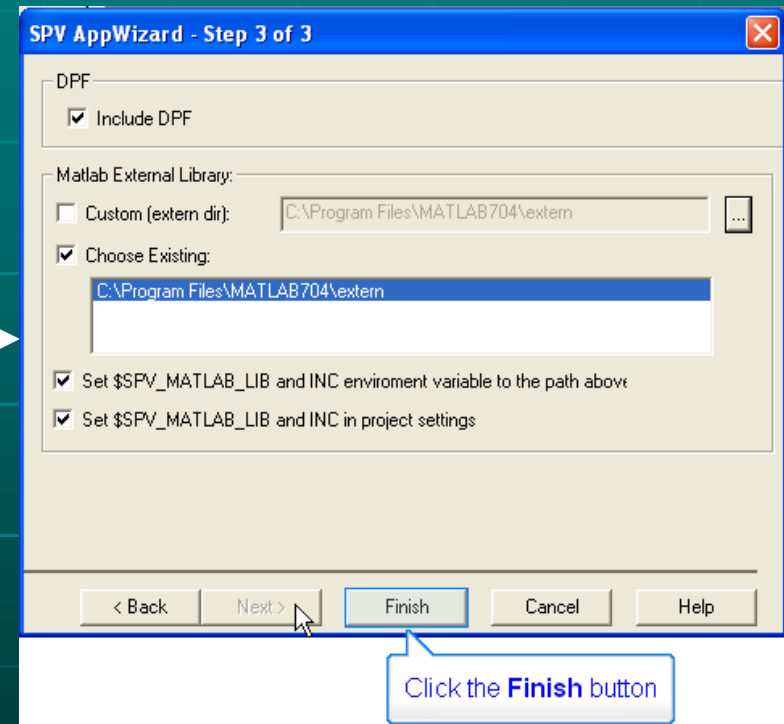 SPV AppWizard - Step 3 of 3
DPF
Include DPF
Matlab External Library:
Custom (extern dir):
C:\Program Files\MATLAB704\extern
...
Choose Existing:
C:\Program Files\MATLAB704\extern
Set $SPV_MATLAB_LIB and INC enviroment variable to the path above
Set $SPV_MATLAB_LIB and INC in project settings
< Back
Next >
Finish
Cancel
Help
Click the Finish button